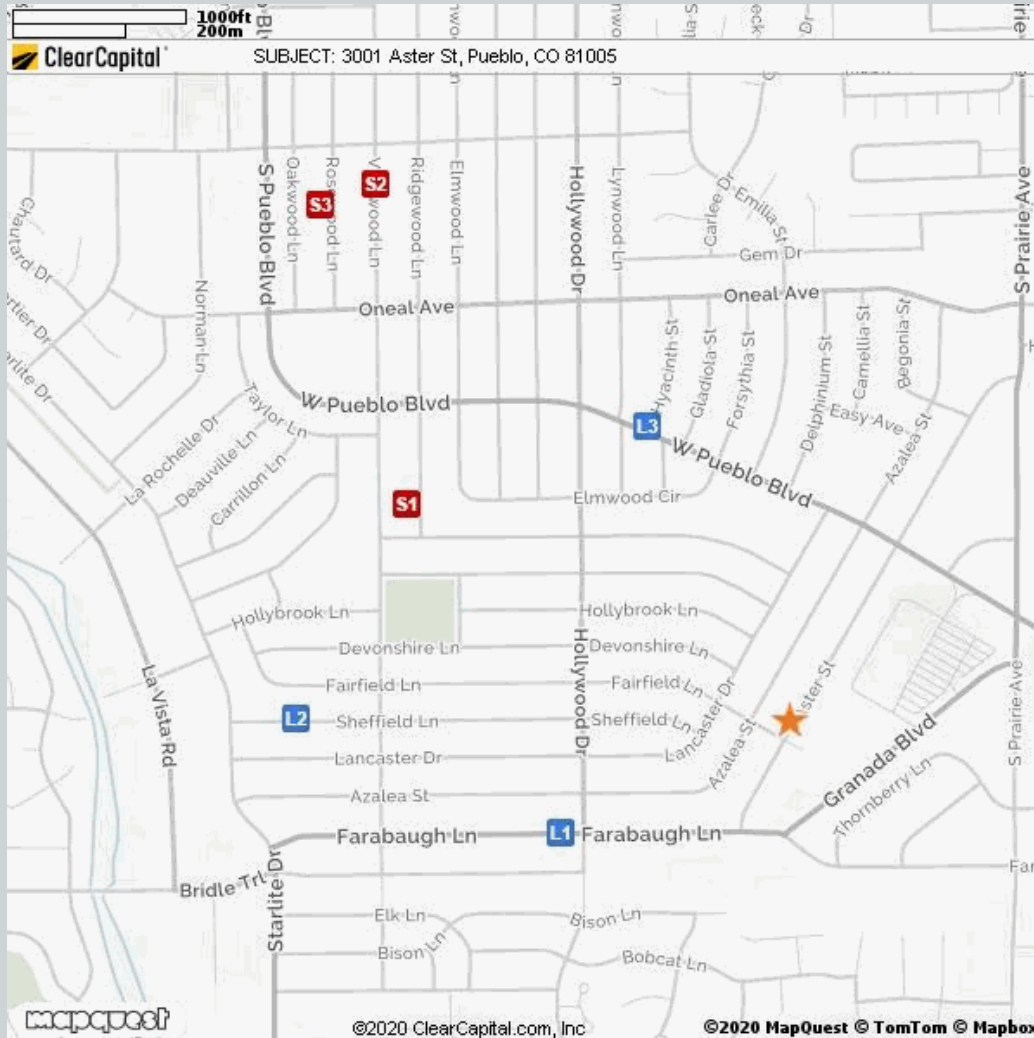 1000ft
200m
ClearCapital
SUBJECT: 3001 Aster St, Pueblo, CO 81005
S Pueblo Blvd
Oakwood Ln
S3
S2
Ridgewood Ln
Elmwood Ln
Hollywood Dr
Lynwood Ln
Carlee Dr
Emilia St
Gem Dr
S Prairie Ave
Norman Ln
Oneal Ave
Oneal Ave
Hyacinth St
Gladiola St
Forsythia St
Delphinium St
Camellia St
Begonia St
Easy Ave
Azalea St
W Pueblo Blvd
L3
W Pueblo Blvd
Taylor Ln
La Rochelle Dr
Deauville Ln
Carrillon Ln
S1
Elmwood Cir
Hollybrook Ln
Hollybrook Ln
Devonshire Ln
Devonshire Ln
Hollywood Dr
Fairfield Ln
Fairfield Ln
La Vista Rd
L2
Sheffield Ln
Sheffield Ln
Lancaster Dr
Lancaster Dr
Azalea St
Azalea St
S Prairie Ave
Granada Blvd
Thornberry Ln
Farabaugh Ln
L1
Farabaugh Ln
Bridle Trl
Starlite Dr
Elk Ln
Bison Ln
Bison Ln
Bobcat Ln
mapquest
©2020 ClearCapital.com, Inc
©2020 MapQuest © TomTom © Mapbox